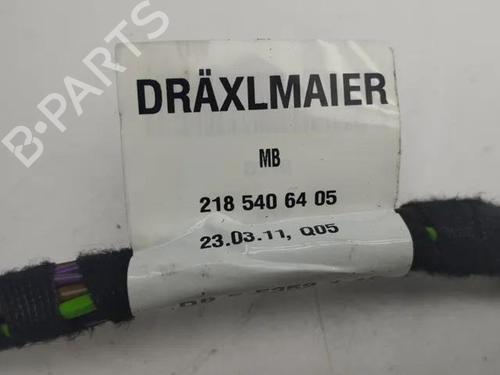 B-PARTS
DRÄXLMAIER
MB
218 540 64 05
23.03.11, Q05